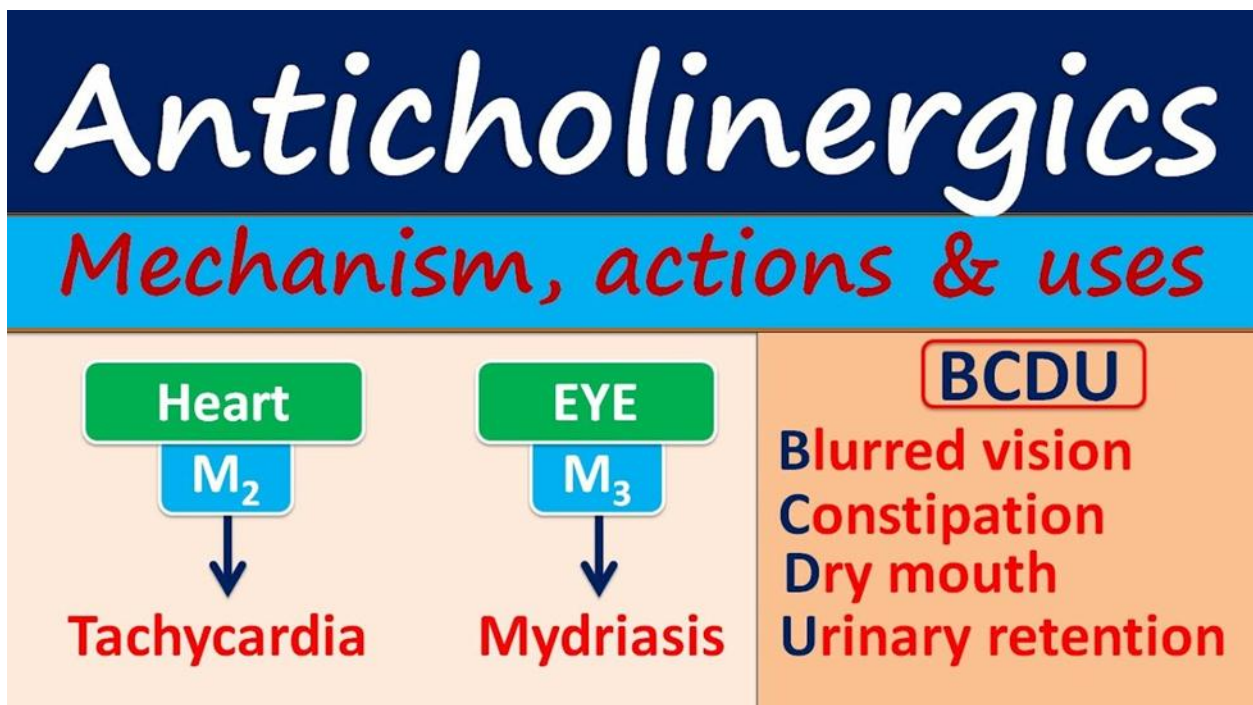 Anticholinergics
Mechanism, actions & uses
Heart
M₂
Tachycardia
EYE
M₃
Mydriasis
BCDU
Blurred vision
Constipation
Dry mouth
Urinary retention